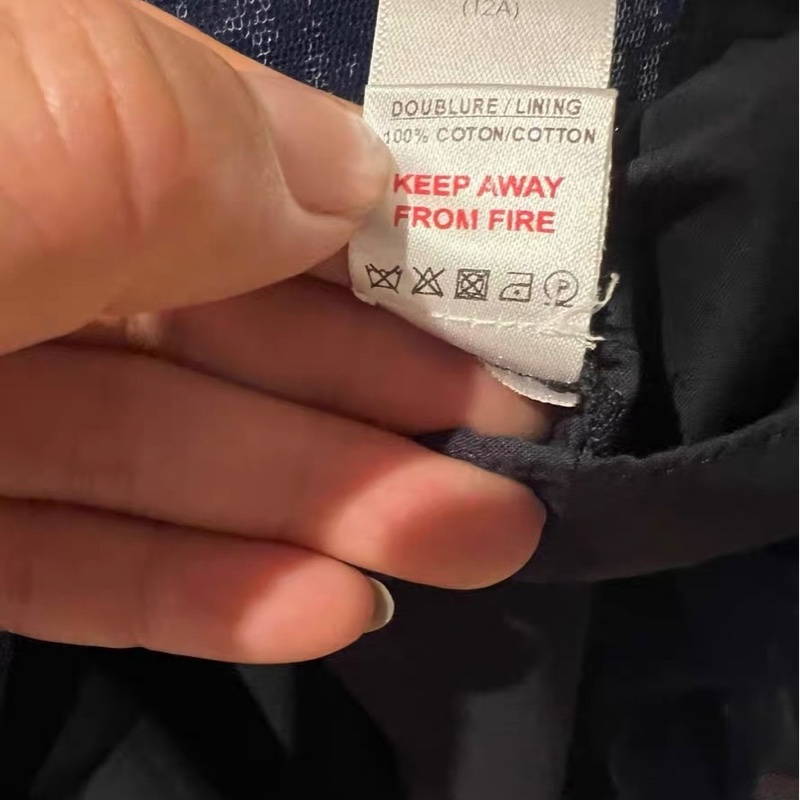 (12A)
DOUBLURE / LINING
100% COTON/COTTON
KEEP AWAY
FROM FIRE
P